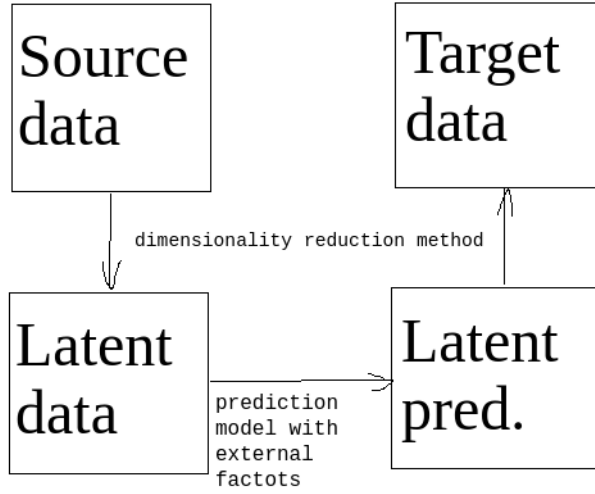 Source
data
Target
data
dimensionality reduction method
Latent
data
prediction
model with
external
factots
Latent
pred.